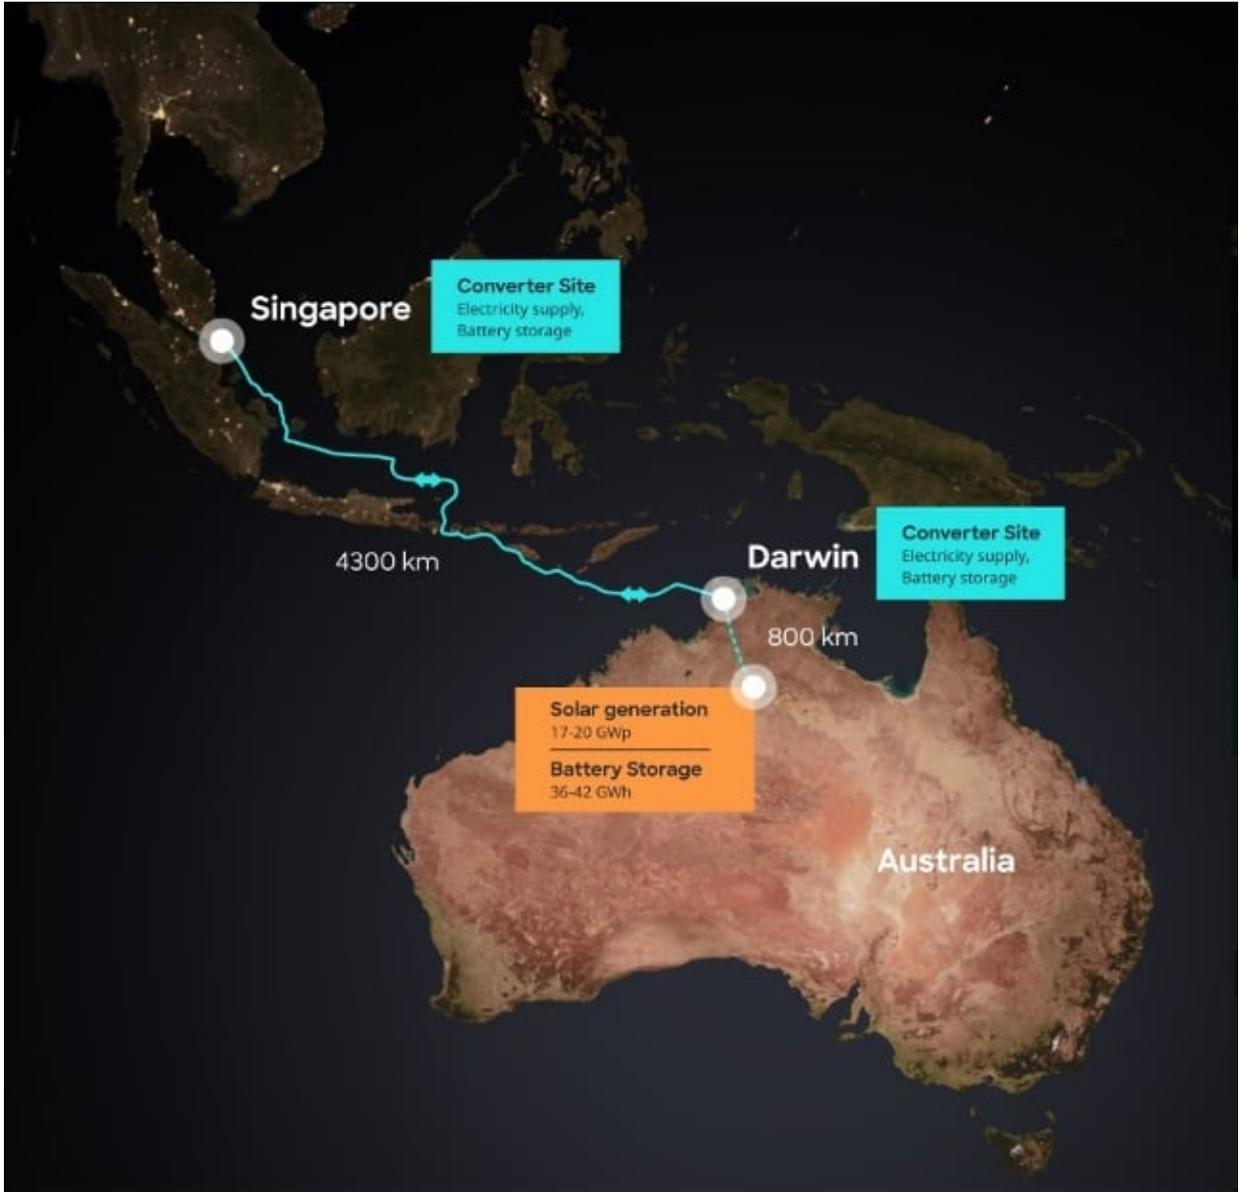 Singapore
Converter Site
Electricity supply,
Battery storage
4300 km
Darwin
Converter Site
Electricity supply,
Battery storage
800 km
Solar generation
17-20 GWp
Battery Storage
36-42 GWh
Australia